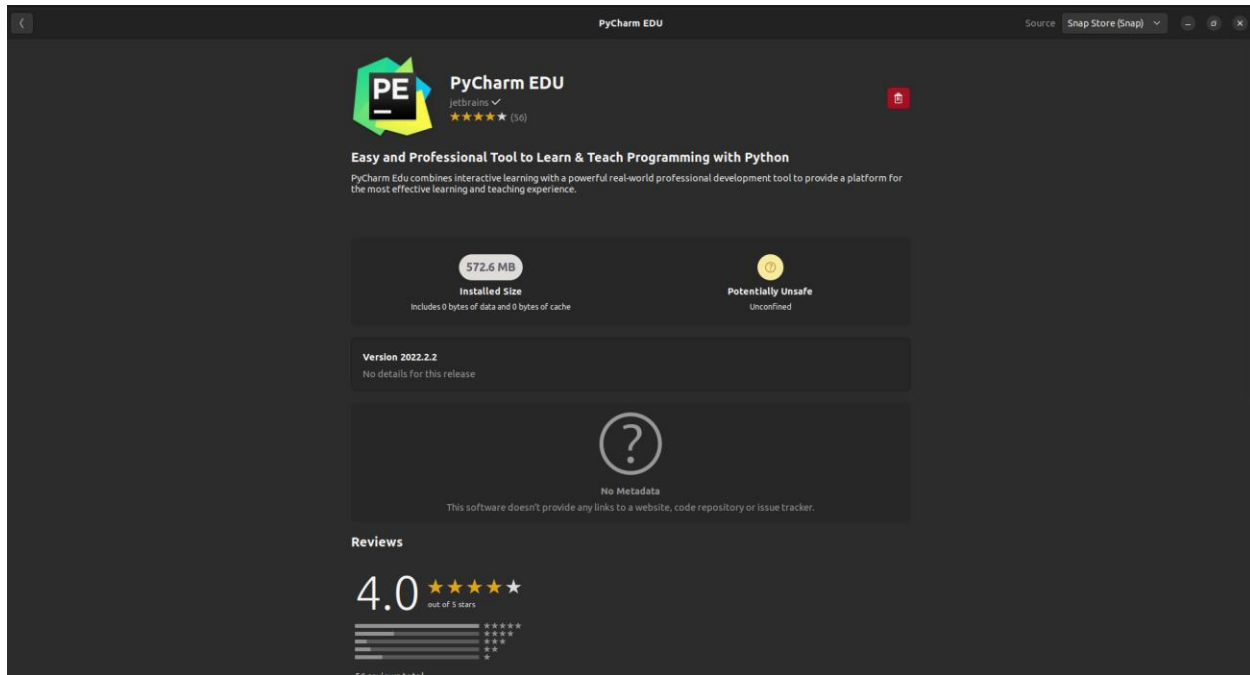 PyCharm EDU
Source Snap Store (Snap)
PE
PyCharm EDU
jetbrains
(56)
Easy and Professional Tool to Learn & Teach Programming with Python
PyCharm Edu combines interactive learning with a powerful real-world professional development tool to provide a platform for
the most effective learning and teaching experience.
572.6 MB
Installed Size
Includes 0 bytes of data and 0 bytes of cache
?
Potentially Unsafe
Unconfined
Version 2022.2.2
No details for this release
?
No Metadata
This software doesn't provide any links to a website, code repository or issue tracker.
Reviews
4.0
out of 5 stars
56 reviews total